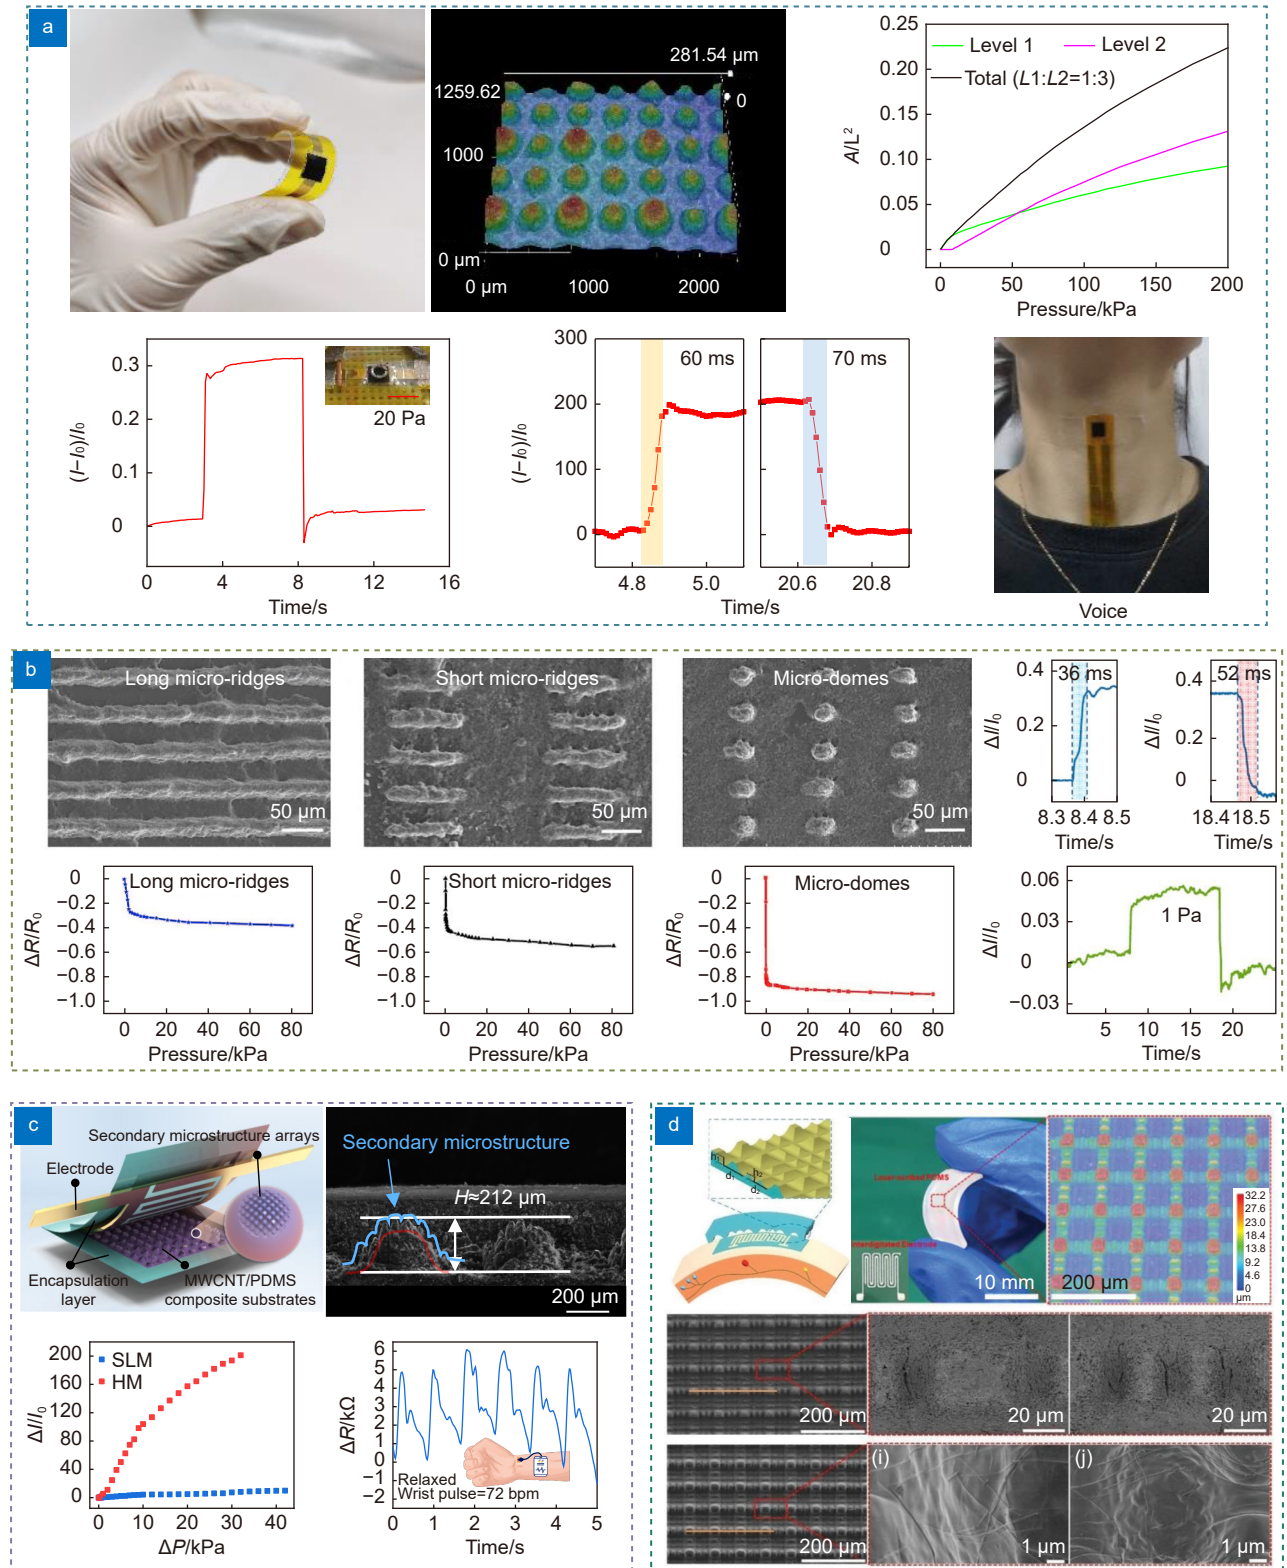 a
281.54 µm
1259.62
0
1000
0 µm
0 µm
1000
2000
0.25
0.20
0.15
0.10
0.05
0
A/L²
Level 1
Level 2
Total (L1:L2=1:3)
0
50
100
150
200
Pressure/kPa
0.3
0.2
0.1
0
(I−I₀)/I₀
20 Pa
0
4
8
12
16
Time/s
300
200
100
0
(I−I₀)/I₀
60 ms
70 ms
4.8
5.0
20.6
20.8
Time/s
Voice
b
Long micro-ridges
50 µm
Short micro-ridges
50 µm
Micro-domes
50 µm
0.4
0.2
0
ΔI/I₀
36 ms
8.3 8.4 8.5
Time/s
0.4
0.2
0
ΔI/I₀
52 ms
18.4 18.5
Time/s
0
−0.2
−0.4
−0.6
−0.8
−1.0
ΔR/R₀
Long micro-ridges
0 20 40 60 80
Pressure/kPa
0
−0.2
−0.4
−0.6
−0.8
−1.0
ΔR/R₀
Short micro-ridges
0 20 40 60 80
Pressure/kPa
0
−0.2
−0.4
−0.6
−0.8
−1.0
ΔR/R₀
Micro-domes
0 20 40 60 80
Pressure/kPa
0.06
0.03
0
−0.03
ΔI/I₀
1 Pa
5 10 15 20
Time/s
c
Secondary microstructure arrays
Electrode
Encapsulation
layer
MWCNT/PDMS
composite substrates
Secondary microstructure
H≈212 µm
200 µm
200
160
120
80
40
0
ΔI/I₀
SLM
HM
0 10 20 30 40
ΔP/kPa
6
5
4
3
2
1
0
−1
−2
ΔR/kΩ
Relaxed
Wrist pulse=72 bpm
0 1 2 3 4 5
Time/s
d
h₁
d₁
h₂
d₂
Interdigitated Electrode
10 mm
200 µm
32.2
27.6
23.0
18.4
13.8
9.2
4.6
0
µm
200 µm
20 µm
20 µm
200 µm
(i)
1 µm
(j)
1 µm